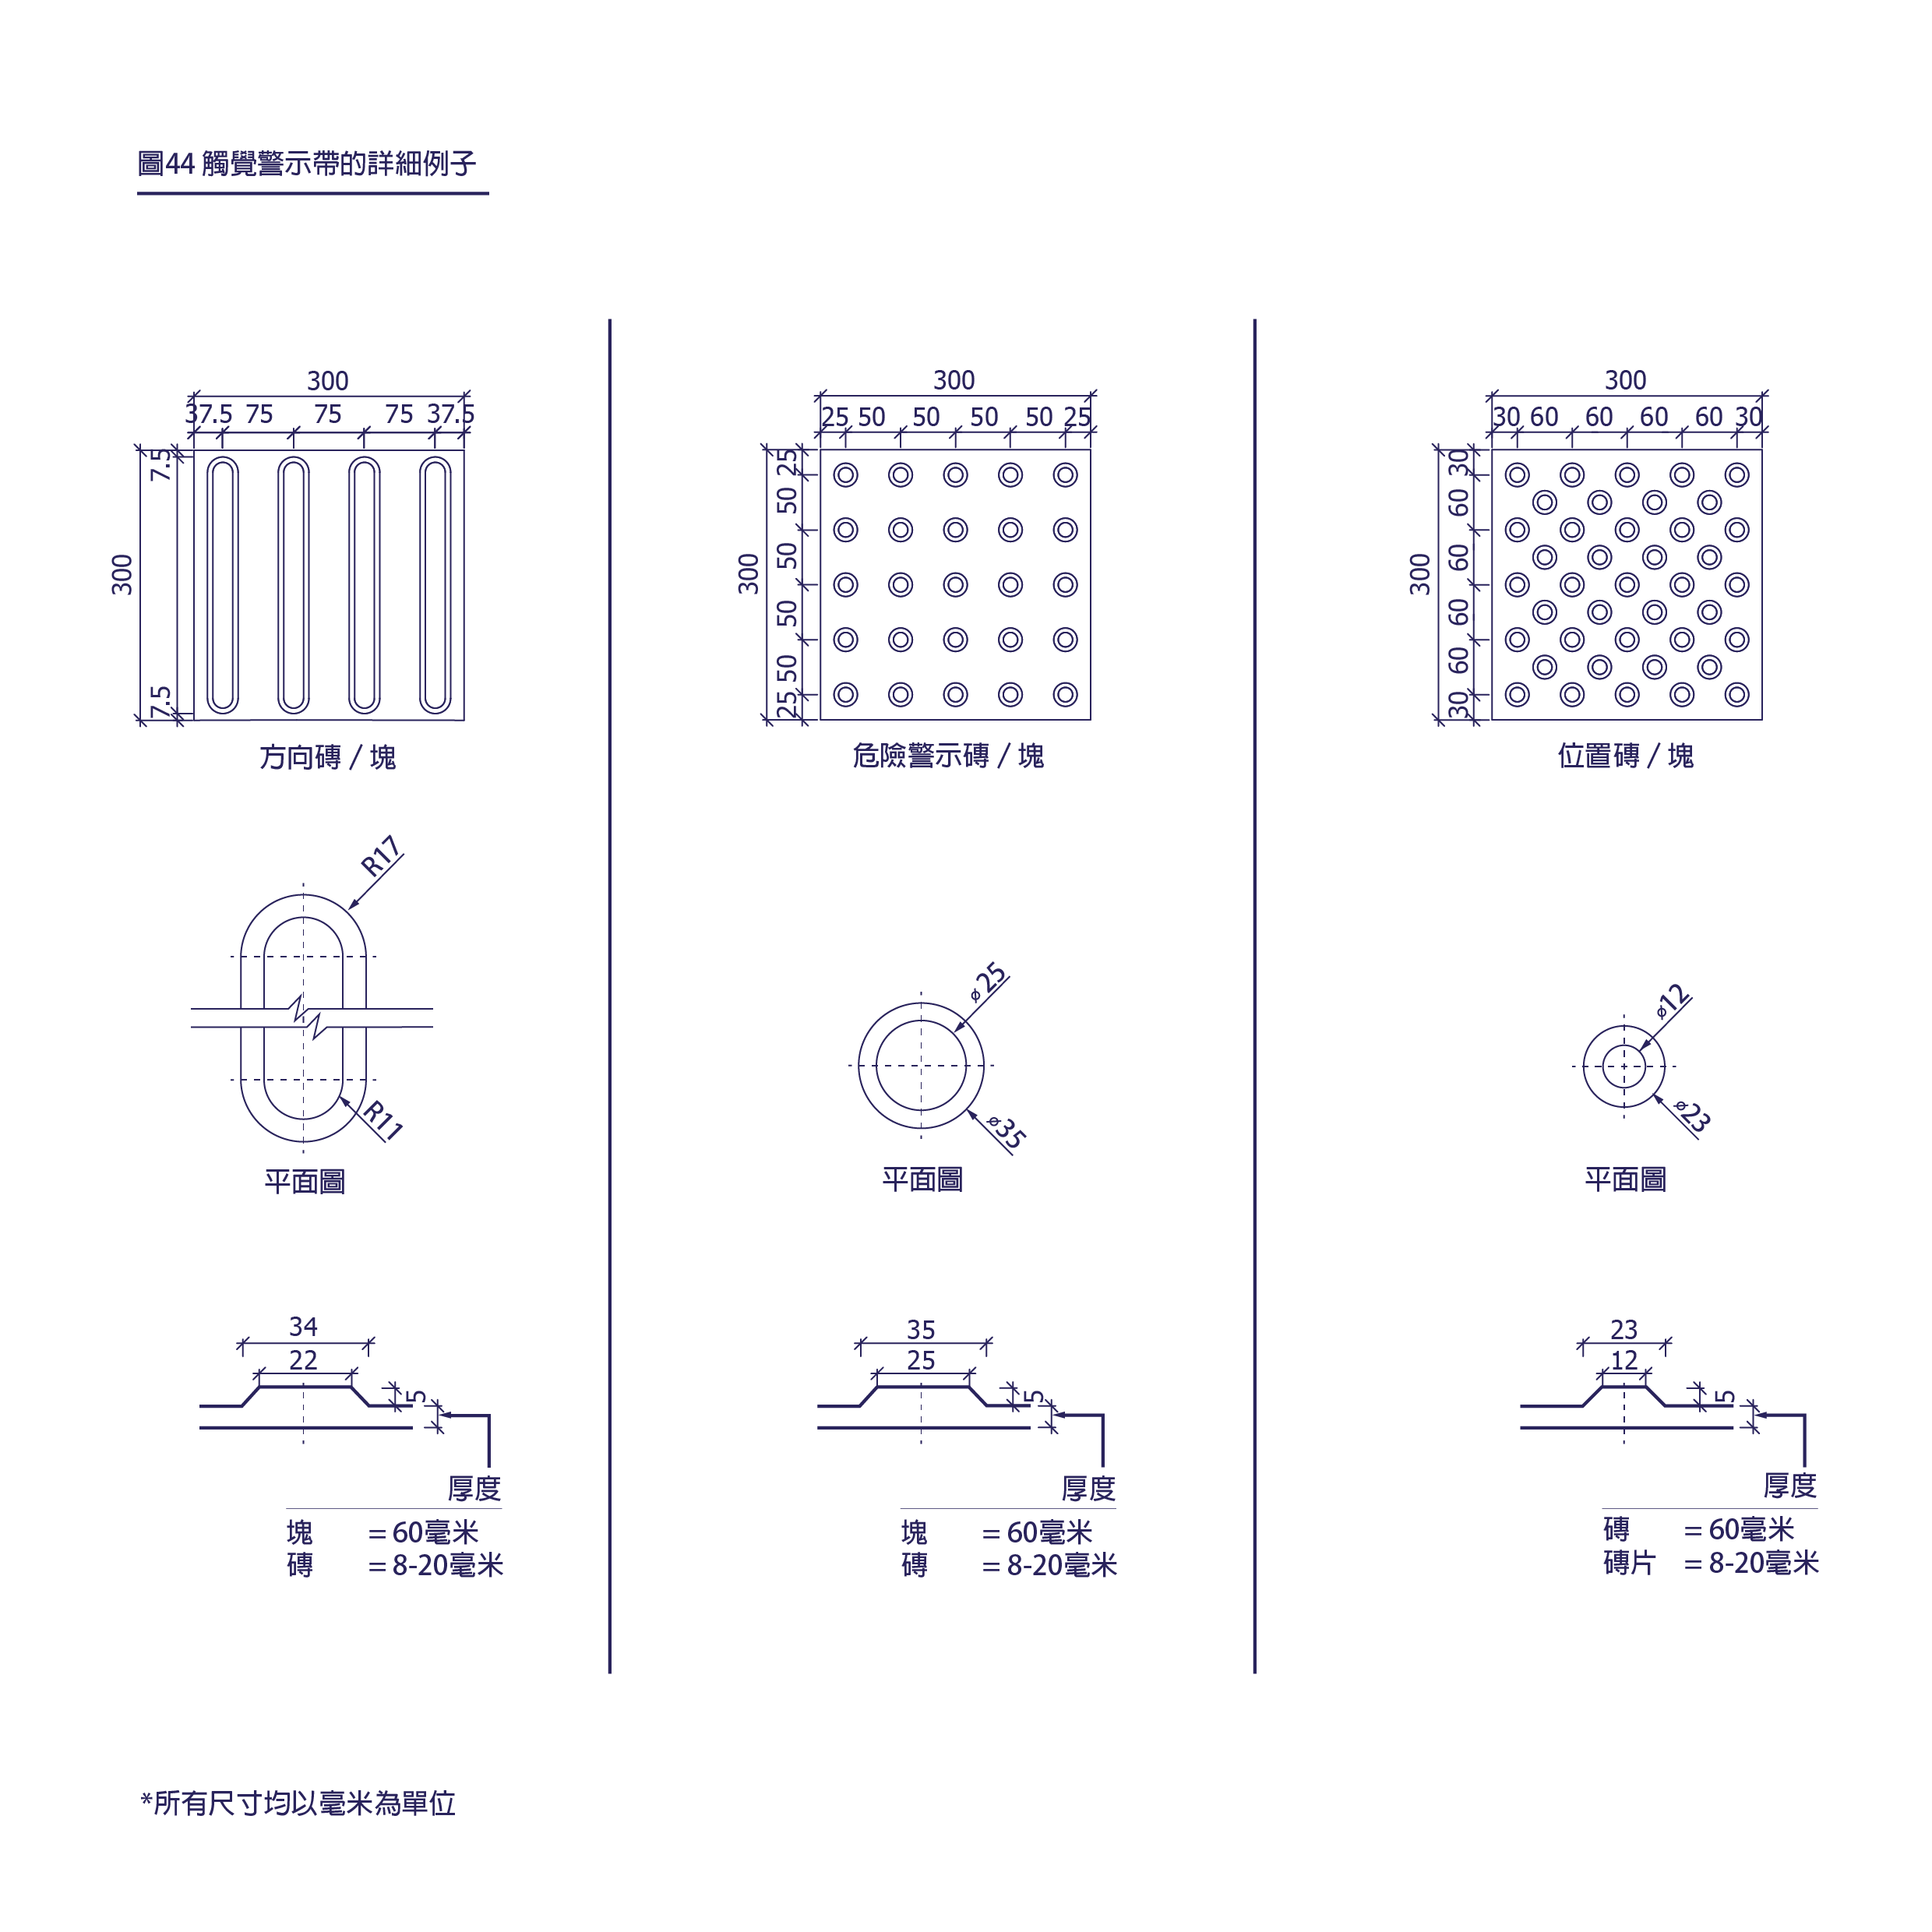 圖44 觸覺警示帶的詳細例子
300
37.5 75 75 75 37.5
7.5
300
7.5
方向磚 / 塊
R17
R11
平面圖
34
22
5
厚度
塊 = 60毫米
磚 = 8-20毫米
300
25 50 50 50 50 25
25
50
50
300
50
50
25
危險警示磚 / 塊
⌀25
⌀35
平面圖
35
25
5
厚度
塊 = 60毫米
磚 = 8-20毫米
300
30 60 60 60 60 30
30
60
60
300
60
60
30
位置磚 / 塊
⌀12
⌀23
平面圖
23
12
5
厚度
磚 = 60毫米
磚片 = 8-20毫米
*所有尺寸均以毫米為單位